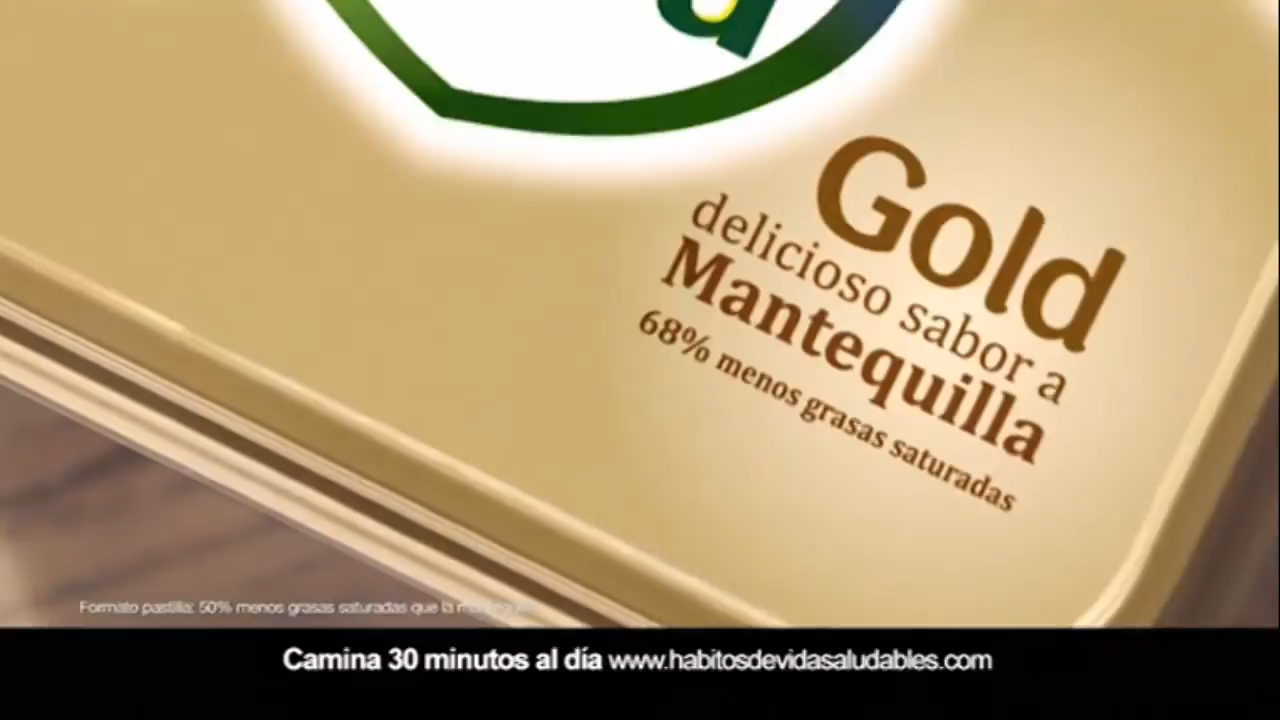 Gold
delicioso sabor a
Mantequilla
68% menos grasas saturadas
Formato pastilla: 50% menos grasas saturadas que la
Camina 30 minutos al día www.habitosdevidasaludables.com